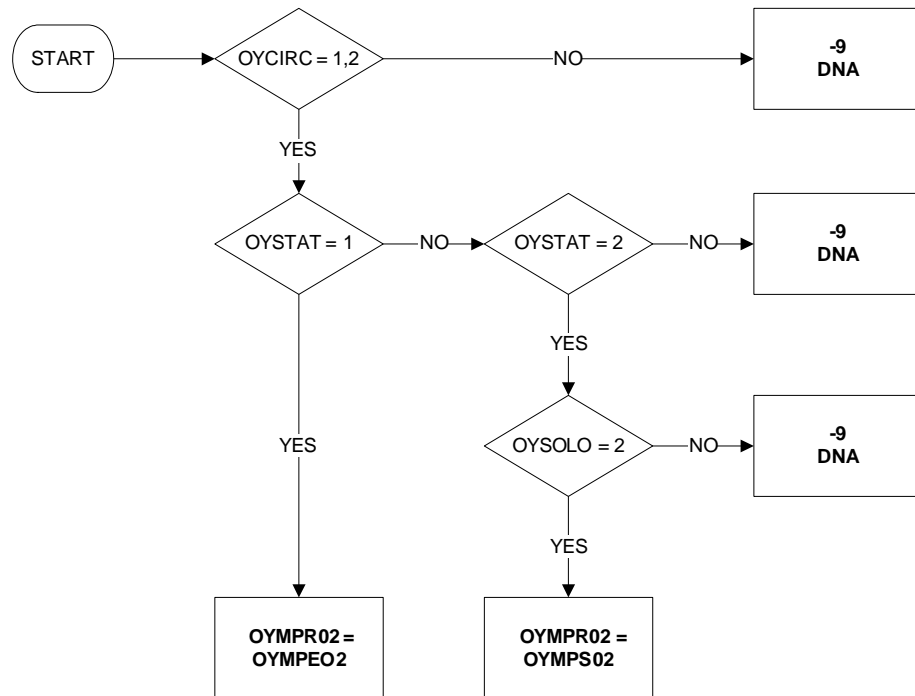 START
OYCIRC = 1,2
NO
-9
DNA
YES
OYSTAT = 1
NO
OYSTAT = 2
NO
-9
DNA
YES
YES
OYSOLO = 2
NO
-9
DNA
YES
OYMPR02 =
OYMPEO2
OYMPR02 =
OYMPS02